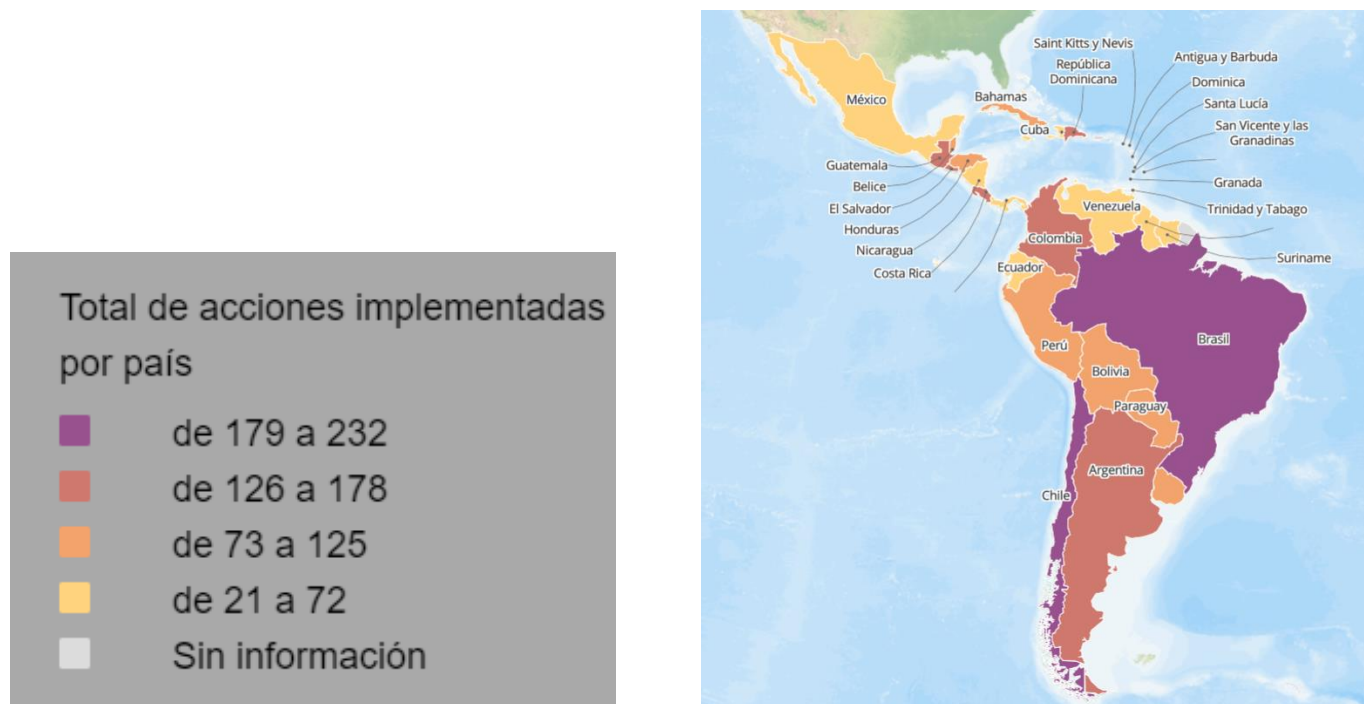 Total de acciones implementadas
por país
de 179 a 232
de 126 a 178
de 73 a 125
de 21 a 72
Sin información
Saint Kitts y Nevis
República
Dominicana
Antigua y Barbuda
Dominica
Santa Lucía
San Vicente y las
Granadinas
Granada
Trinidad y Tabago
Suriname
México
Bahamas
Cuba
Guatemala
Belice
El Salvador
Honduras
Nicaragua
Costa Rica
Venezuela
Colombia
Ecuador
Perú
Brasil
Bolivia
Paraguay
Argentina
Chile